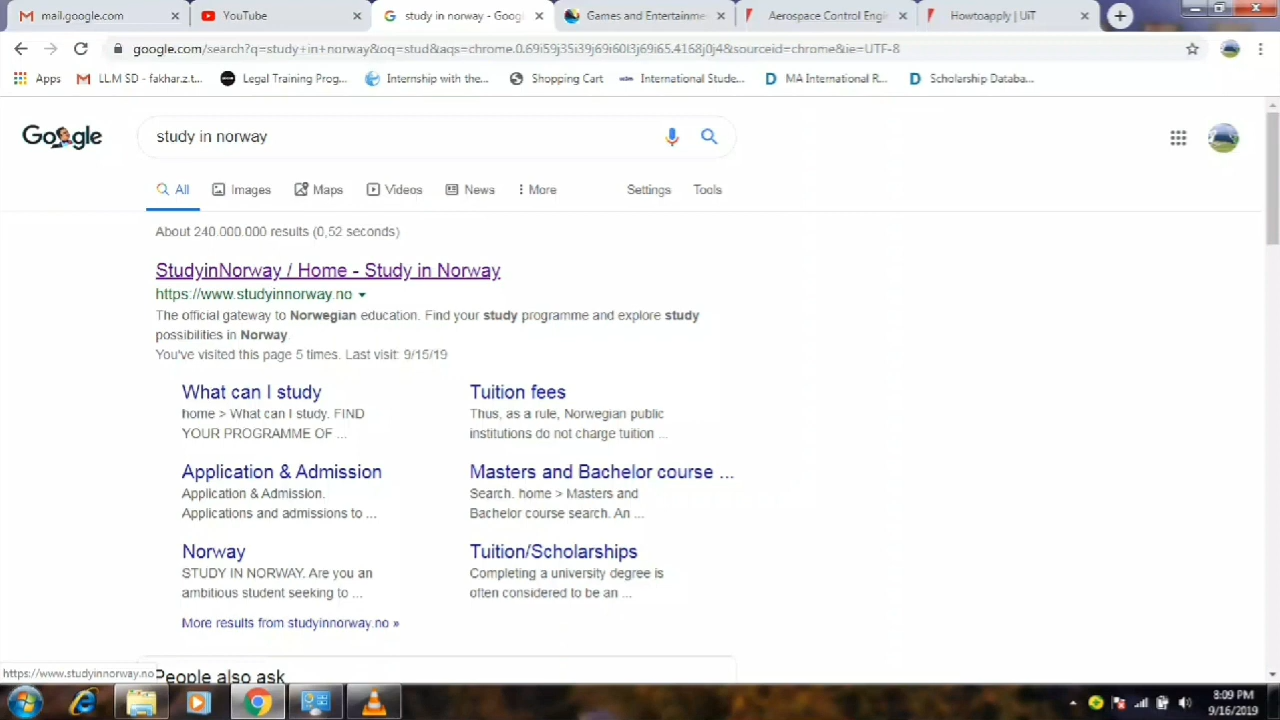 mail.google.com
YouTube
study in norway - Goog
Games and Entertainme
Aerospace Control Engi
Howtoapply | UiT
google.com/search?q=study+in+norway&oq=stud&aqs=chrome.0.69i59j35i39j69i60l3j69i65.4168j0j4&sourceid=chrome&ie=UTF-8
Apps
LL.M SD - fakhar.z.t...
Legal Training Prog...
Internship with the...
Shopping Cart
International Stude...
MA International R...
Scholarship Databa...
Google
study in norway
All
Images
Maps
Videos
News
More
Settings
Tools
About 240.000.000 results (0,52 seconds)
StudyinNorway / Home - Study in Norway
https://www.studyinnorway.no
The official gateway to Norwegian education. Find your study programme and explore study
possibilities in Norway.
You've visited this page 5 times. Last visit: 9/15/19
What can I study
home > What can I study. FIND
YOUR PROGRAMME OF ...
Tuition fees
Thus, as a rule, Norwegian public
institutions do not charge tuition ...
Application & Admission
Application & Admission.
Applications and admissions to ...
Masters and Bachelor course ...
Search. home > Masters and
Bachelor course search. An ...
Norway
STUDY IN NORWAY. Are you an
ambitious student seeking to ...
Tuition/Scholarships
Completing a university degree is
often considered to be an ...
More results from studyinnorway.no »
https://www.studyinnorway.no
People also ask
8:09 PM
9/16/2019